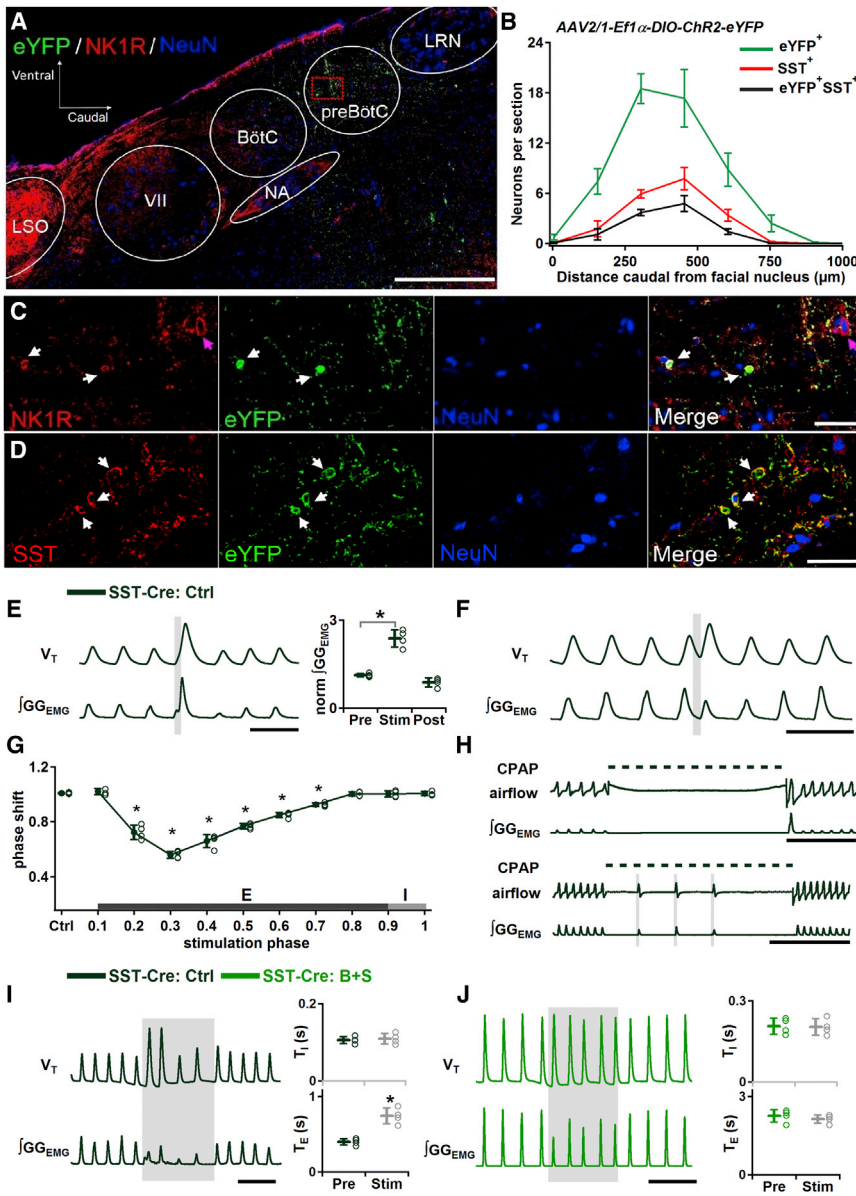 A
eYFP/NK1R/NeuN
Ventral
Caudal
LRN
preBötC
BötC
NA
VII
LSO
B
AAV2/1-Ef1α-DIO-ChR2-eYFP
eYFP+
SST+
eYFP+SST+
Neurons per section
24
18
12
6
0
0 250 500 750 1000
Distance caudal from facial nucleus (µm)
C
NK1R
eYFP
NeuN
Merge
D
SST
eYFP
NeuN
Merge
E
SST-Cre: Ctrl
VT
∫GGEMG
norm ∫GGEMG
3
0
*
Pre Stim Post
F
VT
∫GGEMG
G
phase shift
1.2
0.8
0.4
* * * * * *
E
I
Ctrl 0.1 0.2 0.3 0.4 0.5 0.6 0.7 0.8 0.9 1
stimulation phase
H
CPAP
airflow
∫GGEMG
CPAP
airflow
∫GGEMG
SST-Cre: Ctrl
SST-Cre: B+S
I
VT
∫GGEMG
TI (s)
0.2
0
TE (s)
1
0
*
Pre Stim
J
VT
∫GGEMG
TI (s)
0.3
0
TE (s)
3
0
Pre Stim